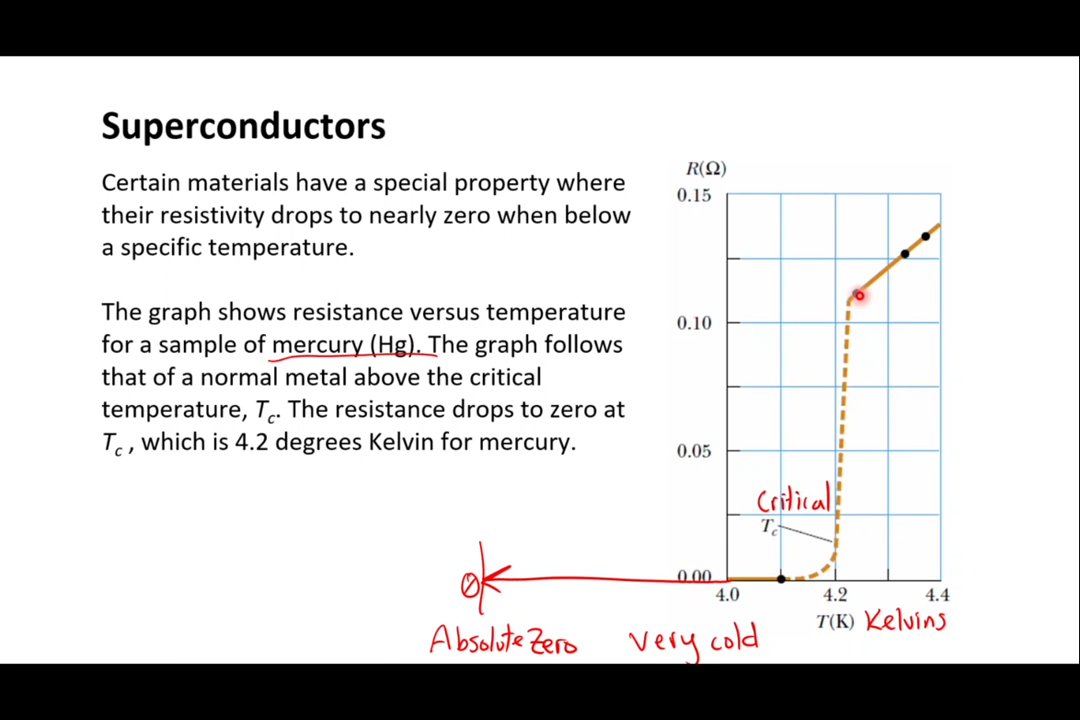 Superconductors
Certain materials have a special property where
their resistivity drops to nearly zero when below
a specific temperature.
The graph shows resistance versus temperature
for a sample of mercury (Hg). The graph follows
that of a normal metal above the critical
temperature, Tc. The resistance drops to zero at
Tc , which is 4.2 degrees Kelvin for mercury.
R(Ω)
0.15
0.10
0.05
Critical
Tc
0.00
4.0 4.2 4.4
T(K) Kelvins
0
Absolute Zero very cold